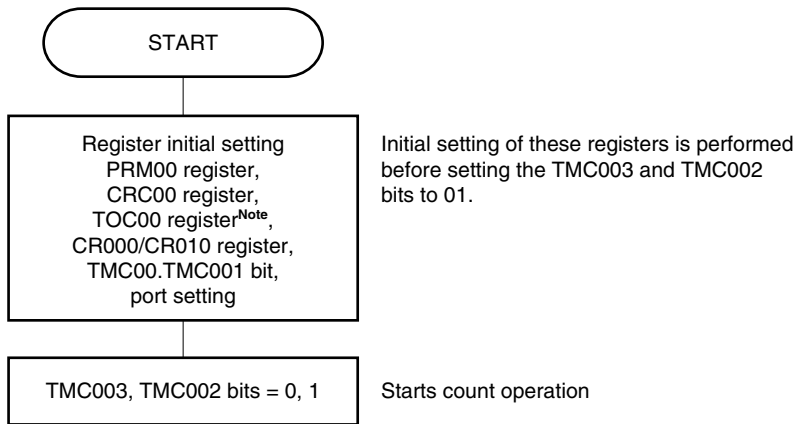 START
Register initial setting
PRM00 register,
CRC00 register,
TOC00 registerNote,
CR000/CR010 register,
TMC00.TMC001 bit,
port setting
Initial setting of these registers is performed
before setting the TMC003 and TMC002
bits to 01.
TMC003, TMC002 bits = 0, 1
Starts count operation